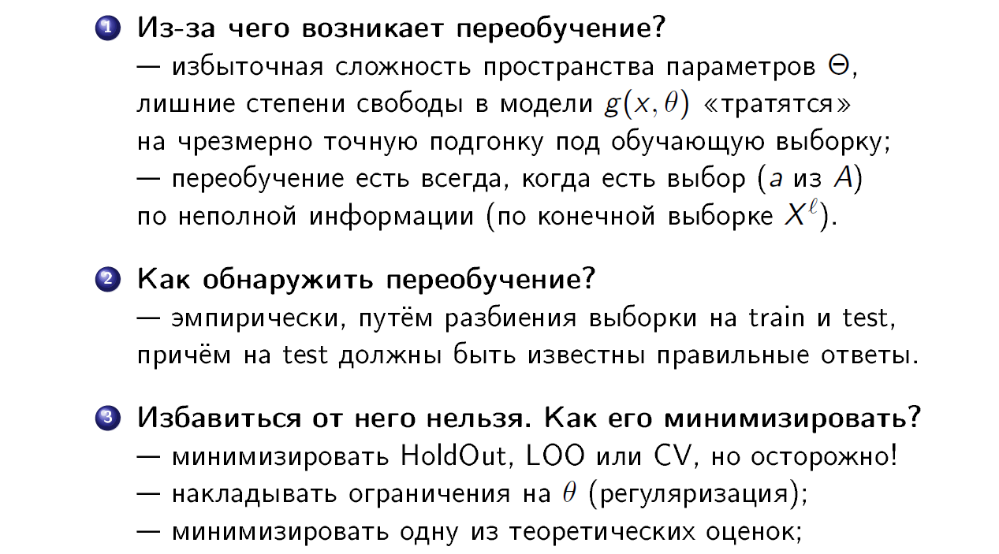 1 Из-за чего возникает переобучение?
— избыточная сложность пространства параметров Θ,
лишние степени свободы в модели g(x, θ) «тратятся»
на чрезмерно точную подгонку под обучающую выборку;
— переобучение есть всегда, когда есть выбор (a из A)
по неполной информации (по конечной выборке Xℓ).
2 Как обнаружить переобучение?
— эмпирически, путём разбиения выборки на train и test,
причём на test должны быть известны правильные ответы.
3 Избавиться от него нельзя. Как его минимизировать?
— минимизировать HoldOut, LOO или CV, но осторожно!
— накладывать ограничения на θ (регуляризация);
— минимизировать одну из теоретических оценок;